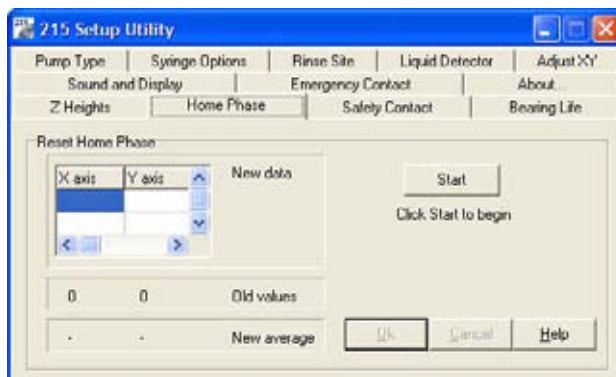 215 Setup Utility
Pump Type Syringe Options Rinse Site Liquid Detector Adjust XY
Sound and Display Emergency Contact About...
Z Heights Home Phase Safety Contact Bearing Life
Reset Home Phase
X axis Y axis New data
Start
Click Start to begin
0 0 Old values
- - New average
Ok Cancel Help